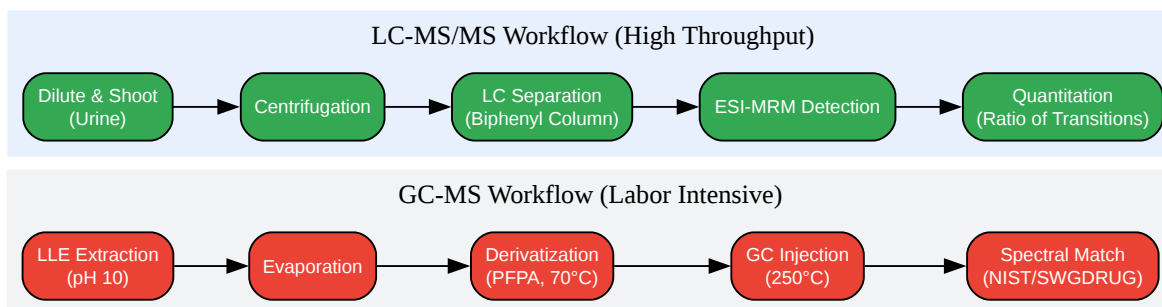 LC-MS/MS Workflow (High Throughput)
Dilute & Shoot
(Urine)
Centrifugation
LC Separation
(Biphenyl Column)
ESI-MRM Detection
Quantitation
(Ratio of Transitions)
GC-MS Workflow (Labor Intensive)
LLE Extraction
(pH 10)
Evaporation
Derivatization
(PFPA, 70°C)
GC Injection
(250°C)
Spectral Match
(NIST/SWGDRUG)